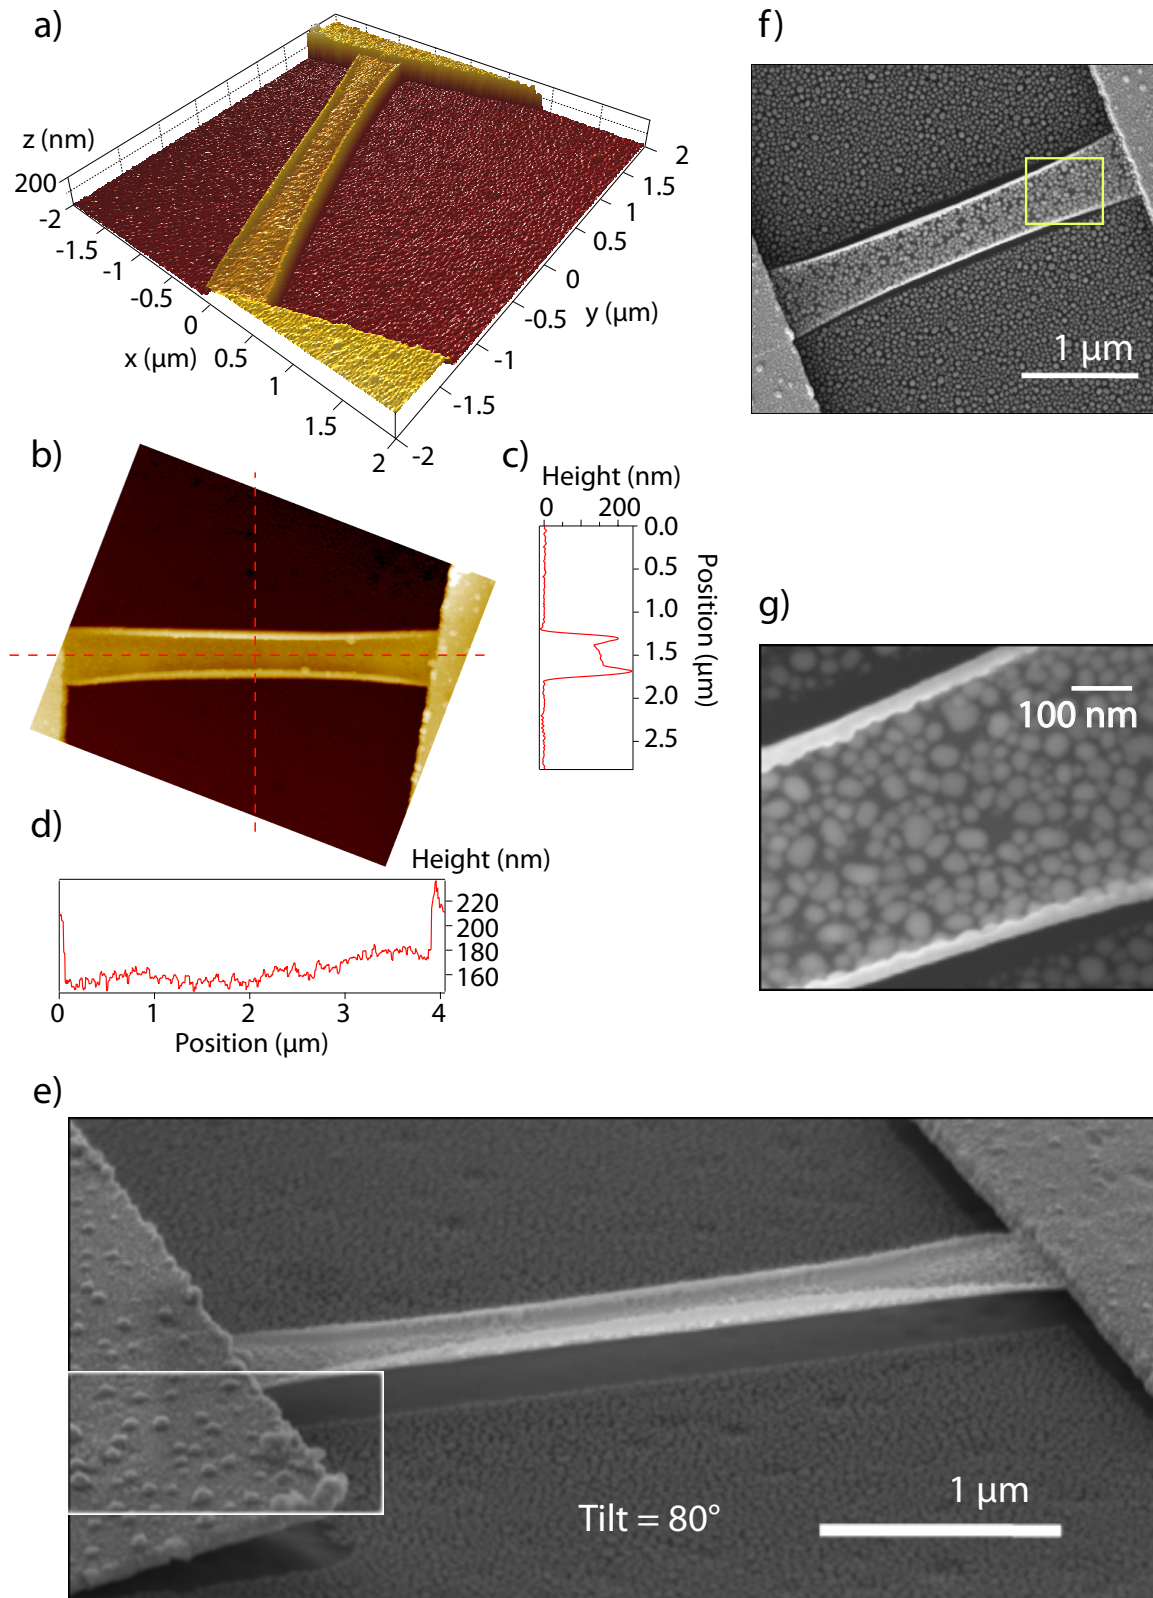 a)
z (nm)
200
-2
-1.5
-1
-0.5
0
0.5
1
1.5
2
x (μm)
-2
-1.5
-1
-0.5
0
0.5
1
1.5
2
y (μm)
b)
c)
Height (nm)
0 200
0.0
0.5
1.0
1.5
2.0
2.5
Position (μm)
d)
Height (nm)
220
200
180
160
0 1 2 3 4
Position (μm)
e)
Tilt = 80°
1 μm
f)
1 μm
g)
100 nm